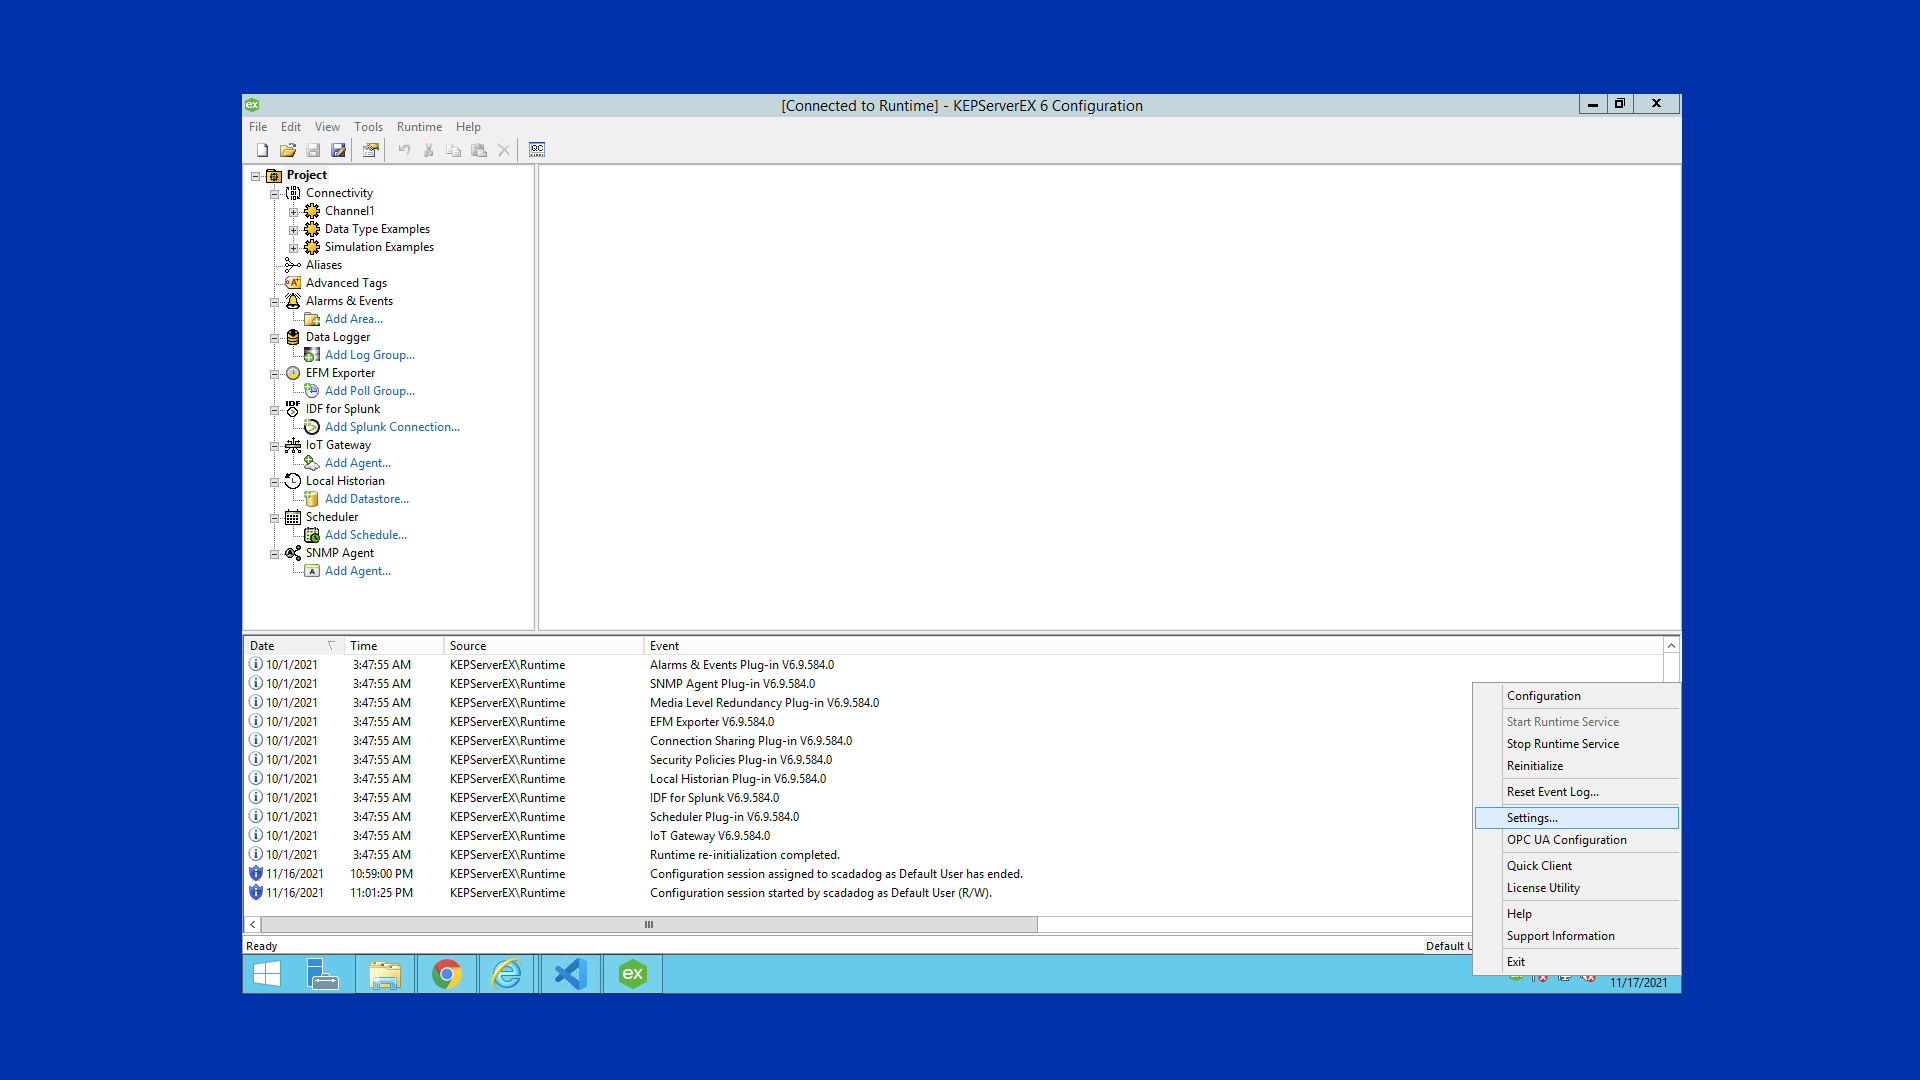 [Connected to Runtime] - KEPServerEX 6 Configuration
File Edit View Tools Runtime Help
Project
Connectivity
Channel1
Data Type Examples
Simulation Examples
Aliases
Advanced Tags
Alarms & Events
Add Area...
Data Logger
Add Log Group...
EFM Exporter
Add Poll Group...
IDF for Splunk
Add Splunk Connection...
IoT Gateway
Add Agent...
Local Historian
Add Datastore...
Scheduler
Add Schedule...
SNMP Agent
Add Agent...
Date Time Source Event
10/1/2021 3:47:55 AM KEPServerEX\Runtime Alarms & Events Plug-in V6.9.584.0
10/1/2021 3:47:55 AM KEPServerEX\Runtime SNMP Agent Plug-in V6.9.584.0
10/1/2021 3:47:55 AM KEPServerEX\Runtime Media Level Redundancy Plug-in V6.9.584.0
10/1/2021 3:47:55 AM KEPServerEX\Runtime EFM Exporter V6.9.584.0
10/1/2021 3:47:55 AM KEPServerEX\Runtime Connection Sharing Plug-in V6.9.584.0
10/1/2021 3:47:55 AM KEPServerEX\Runtime Security Policies Plug-in V6.9.584.0
10/1/2021 3:47:55 AM KEPServerEX\Runtime Local Historian Plug-in V6.9.584.0
10/1/2021 3:47:55 AM KEPServerEX\Runtime IDF for Splunk V6.9.584.0
10/1/2021 3:47:55 AM KEPServerEX\Runtime Scheduler Plug-in V6.9.584.0
10/1/2021 3:47:55 AM KEPServerEX\Runtime IoT Gateway V6.9.584.0
10/1/2021 3:47:55 AM KEPServerEX\Runtime Runtime re-initialization completed.
11/16/2021 10:59:00 PM KEPServerEX\Runtime Configuration session assigned to scadadog as Default User has ended.
11/16/2021 11:01:25 PM KEPServerEX\Runtime Configuration session started by scadadog as Default User (R/W).
Configuration
Start Runtime Service
Stop Runtime Service
Reinitialize
Reset Event Log...
Settings...
OPC UA Configuration
Quick Client
License Utility
Help
Support Information
Exit
Ready Default U
ex
11/17/2021